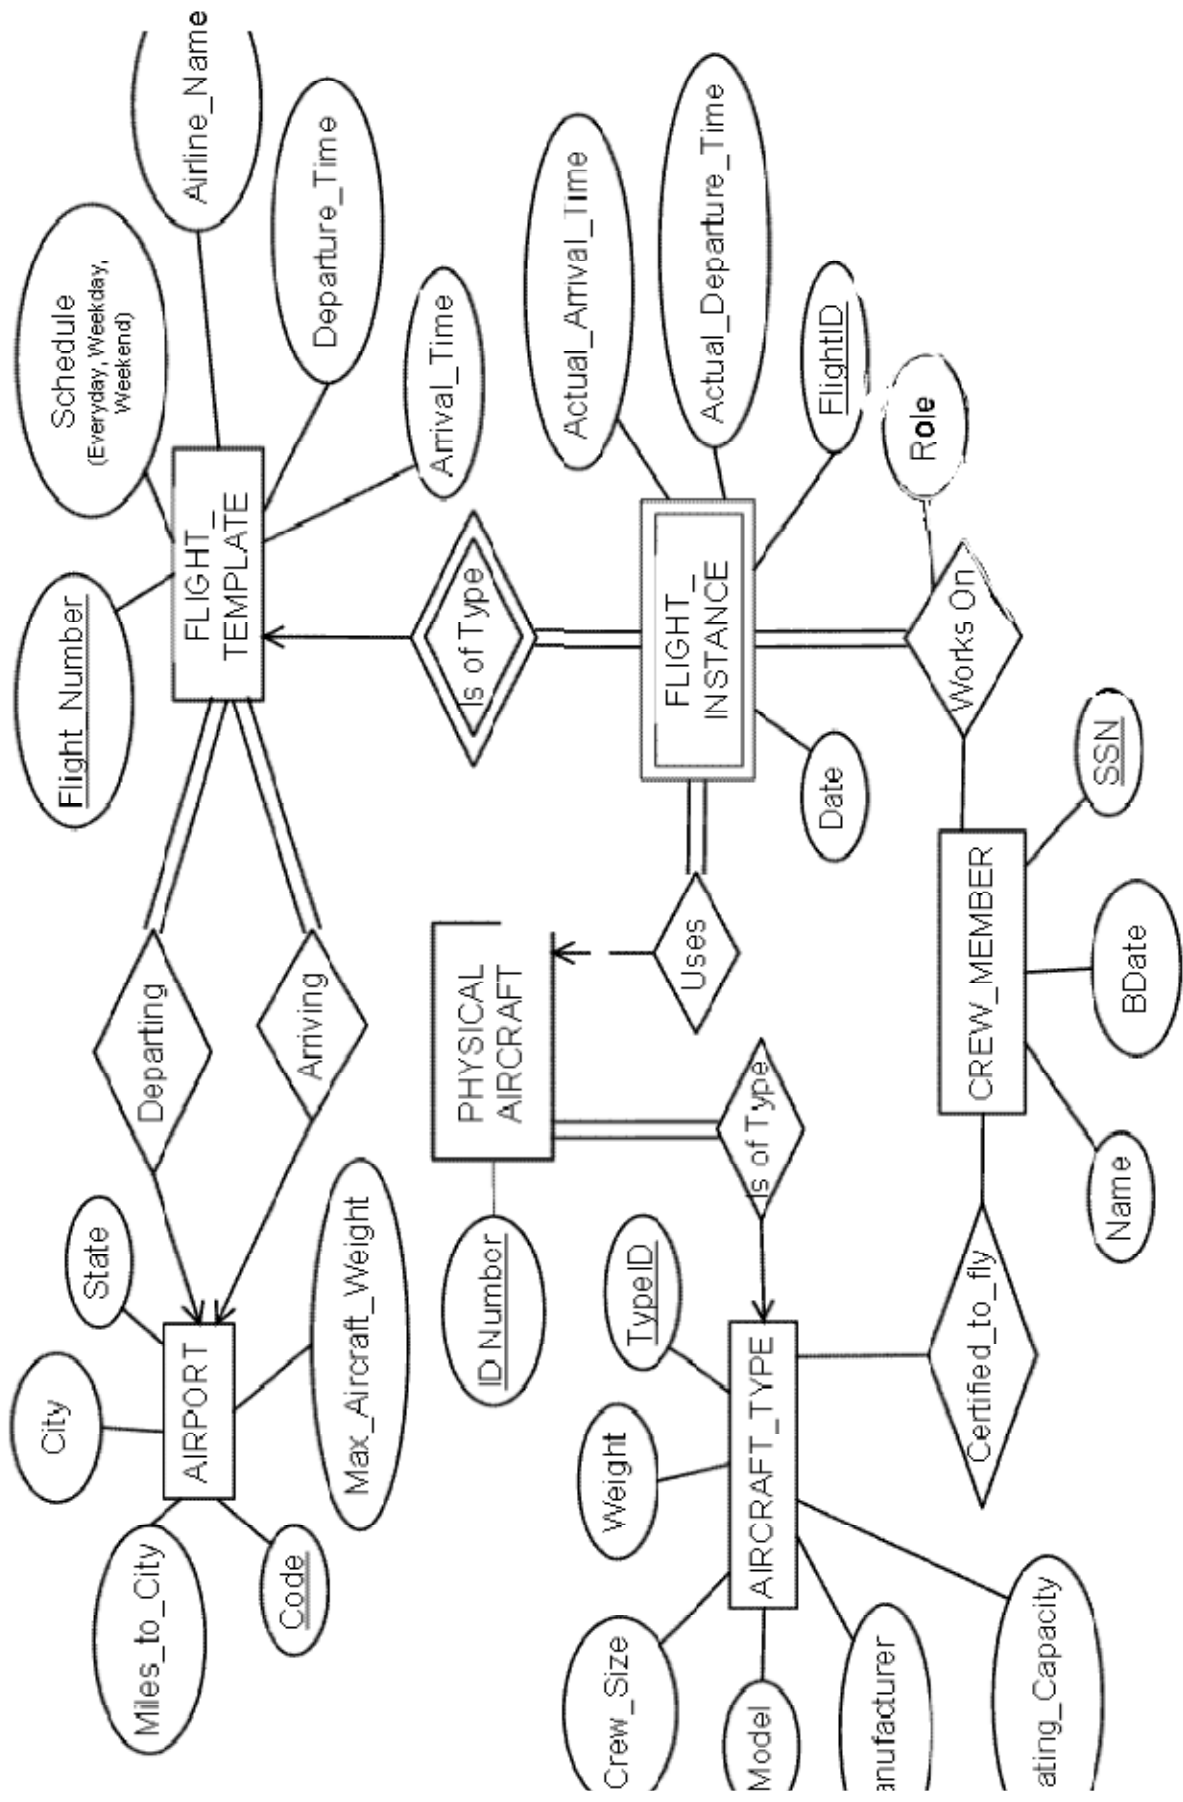 City
State
Flight_Number
Schedule
(Everyday, Weekday,
Weekend)
Miles_to_City
Departing
Airline_Name
AIRPORT
FLIGHT_
TEMPLATE
Code
Arriving
Departure_Time
Max_Aircraft_Weight
Arrival_Time
Is of Type
ID Number
PHYSICAL
AIRCRAFT
Actual_Arrival_Time
Crew_Size
Weight
TypeID
Uses
FLIGHT_
INSTANCE
Actual_Departure_Time
Model
AIRCRAFT_TYPE
Is of Type
Date
FlightID
anufacturer
Role
Certified_to_fly
CREW_MEMBER
Works On
ating_Capacity
Name
BDate
SSN